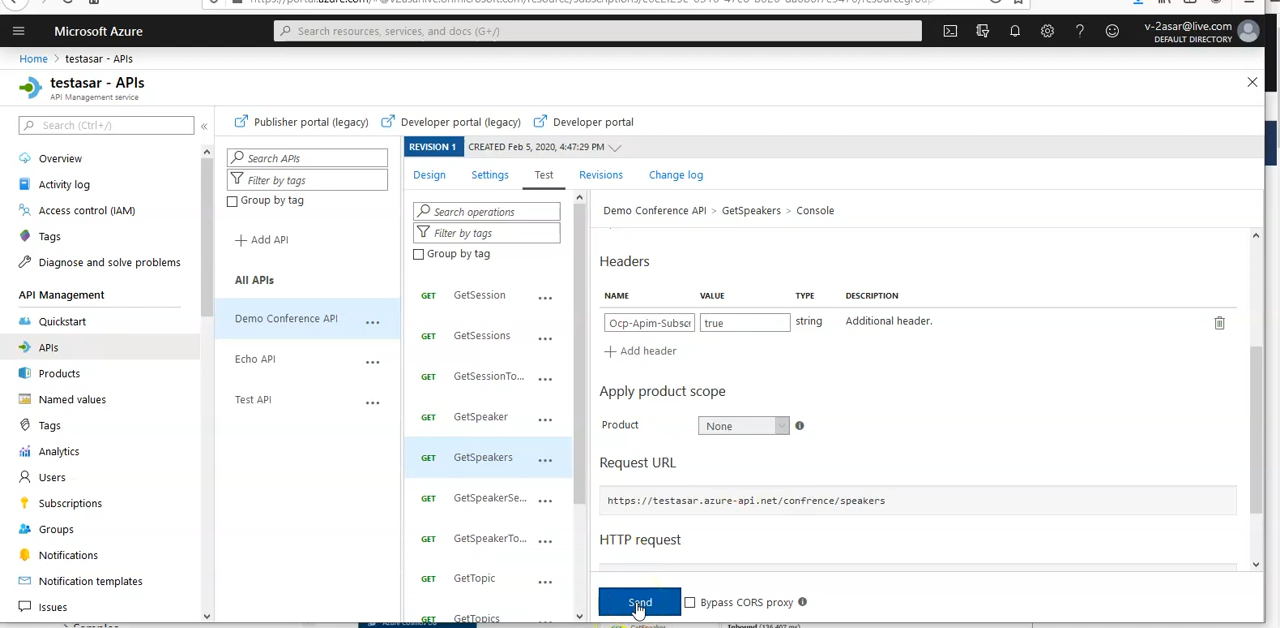 Microsoft Azure
Search resources, services, and docs (G+/)
v-2asar@live.com
DEFAULT DIRECTORY
Home > testasar - APIs
testasar - APIs
API Management service
Search (Ctrl+/)
«
Overview
Activity log
Access control (IAM)
Tags
Diagnose and solve problems
API Management
Quickstart
APIs
Products
Named values
Tags
Analytics
Users
Subscriptions
Groups
Notifications
Notification templates
Issues
Publisher portal (legacy)
Developer portal (legacy)
Developer portal
Search APIs
Filter by tags
Group by tag
+ Add API
All APIs
Demo Conference API ...
Echo API ...
Test API ...
REVISION 1 CREATED Feb 5, 2020, 4:47:29 PM
Design Settings Test Revisions Change log
Search operations
Filter by tags
Group by tag
GET GetSession ...
GET GetSessions ...
GET GetSessionTo... ...
GET GetSpeaker ...
GET GetSpeakers ...
GET GetSpeakerSe... ...
GET GetSpeakerTo... ...
GET GetTopic ...
GET GetTopics
Demo Conference API > GetSpeakers > Console
Headers
NAME VALUE TYPE DESCRIPTION
Ocp-Apim-Subscr true string Additional header.
+ Add header
Apply product scope
Product None
Request URL
https://testasar.azure-api.net/confrence/speakers
HTTP request
Send
Bypass CORS proxy